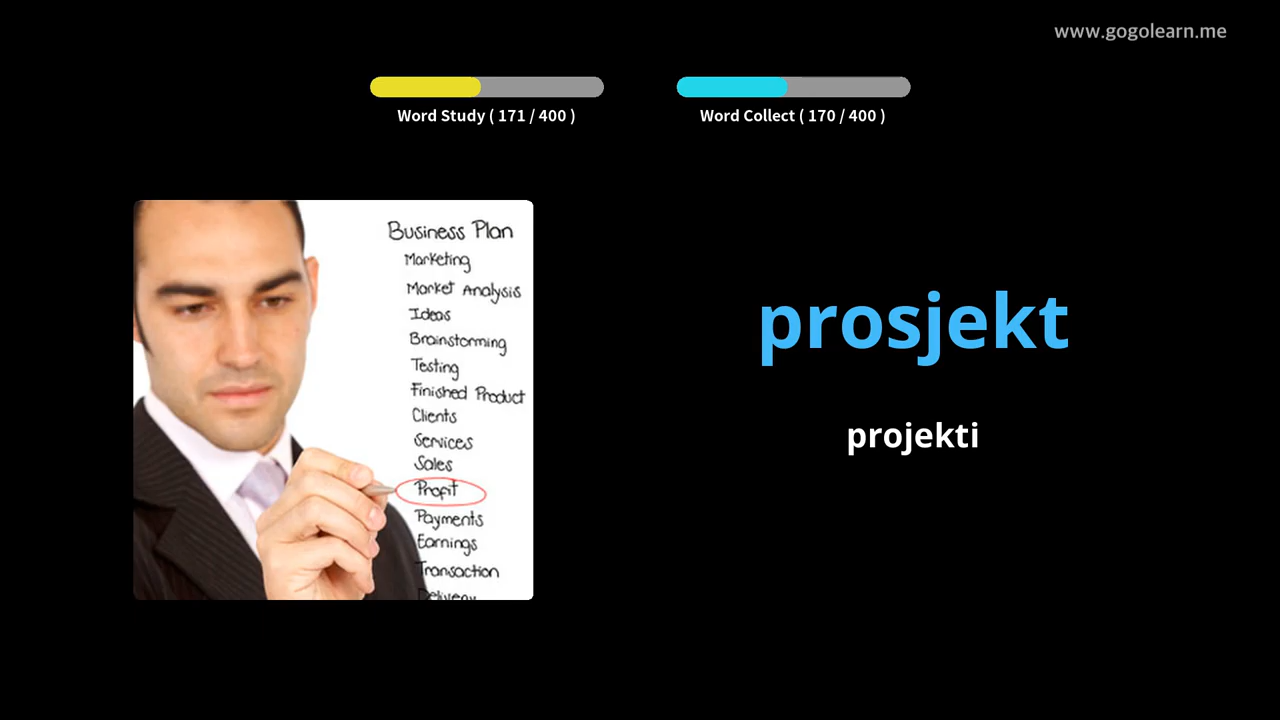 www.gogolearn.me
Word Study ( 171 / 400 )
Word Collect ( 170 / 400 )
Business Plan
Marketing
Market Analysis
Ideas
Brainstorming
Testing
Finished Product
Clients
Services
Sales
Profit
Payments
Earnings
Transaction
Delivery
prosjekt
projekti